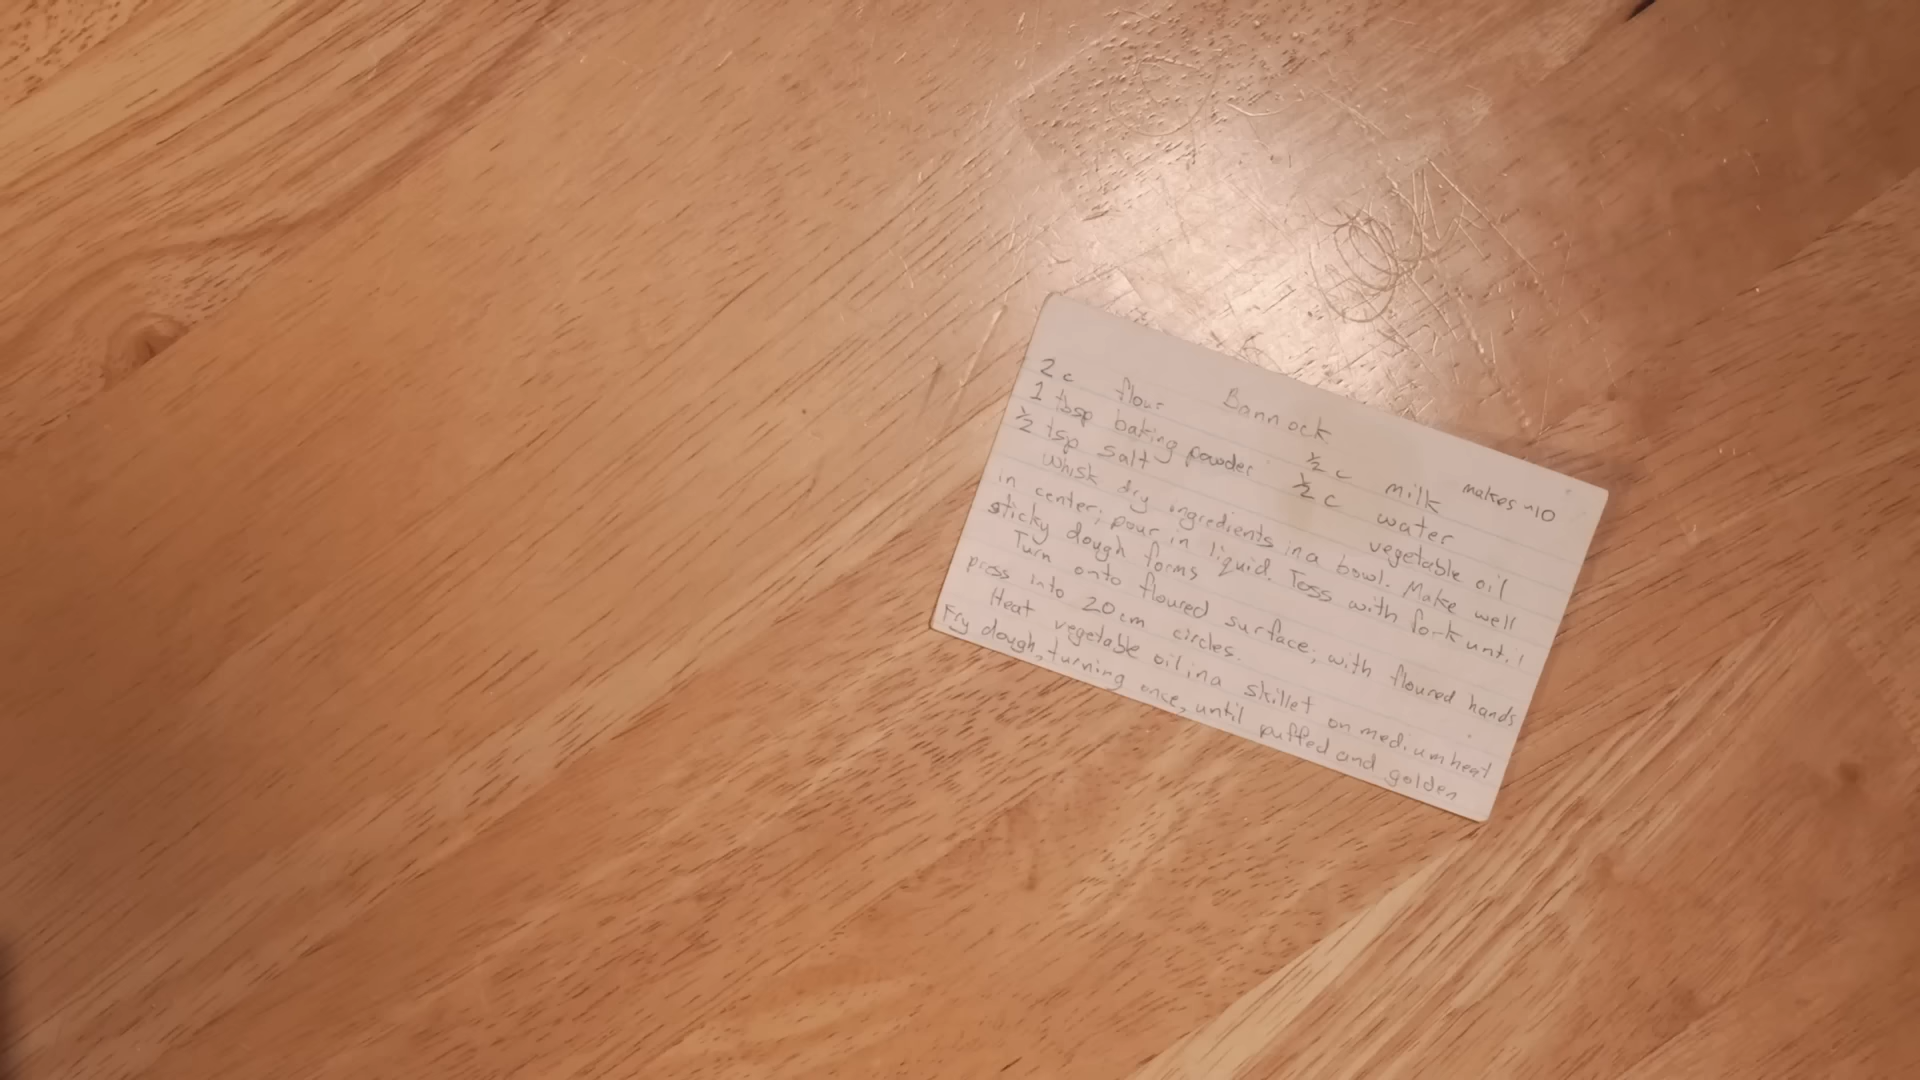 Bannock
makes ~10
2 c flour
1 tbsp baking powder
½ tsp salt
½ c milk
½ c water
vegetable oil
Whisk dry ingredients in a bowl. Make well
in center; pour in liquid. Toss with fork until
sticky dough forms
Turn onto floured surface; with floured hands
press into 20cm circles.
Heat vegetable oil in a skillet on medium heat
Fry dough, turning once, until puffed and golden